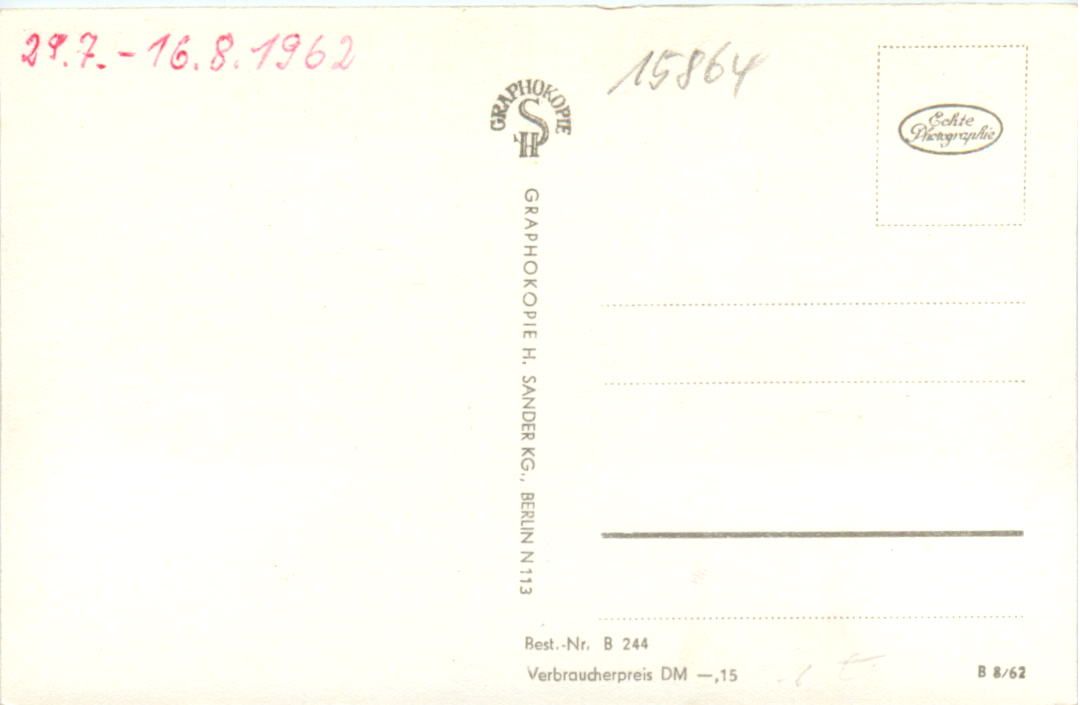 29.7. - 16.8.1962
15864
GRAPHOKOPIE
H S
Echte
Photographie
GRAPHOKOPIE H. SANDER KG., BERLIN N 113
Best.-Nr. B 244
Verbraucherpreis DM —,15
B 8/62